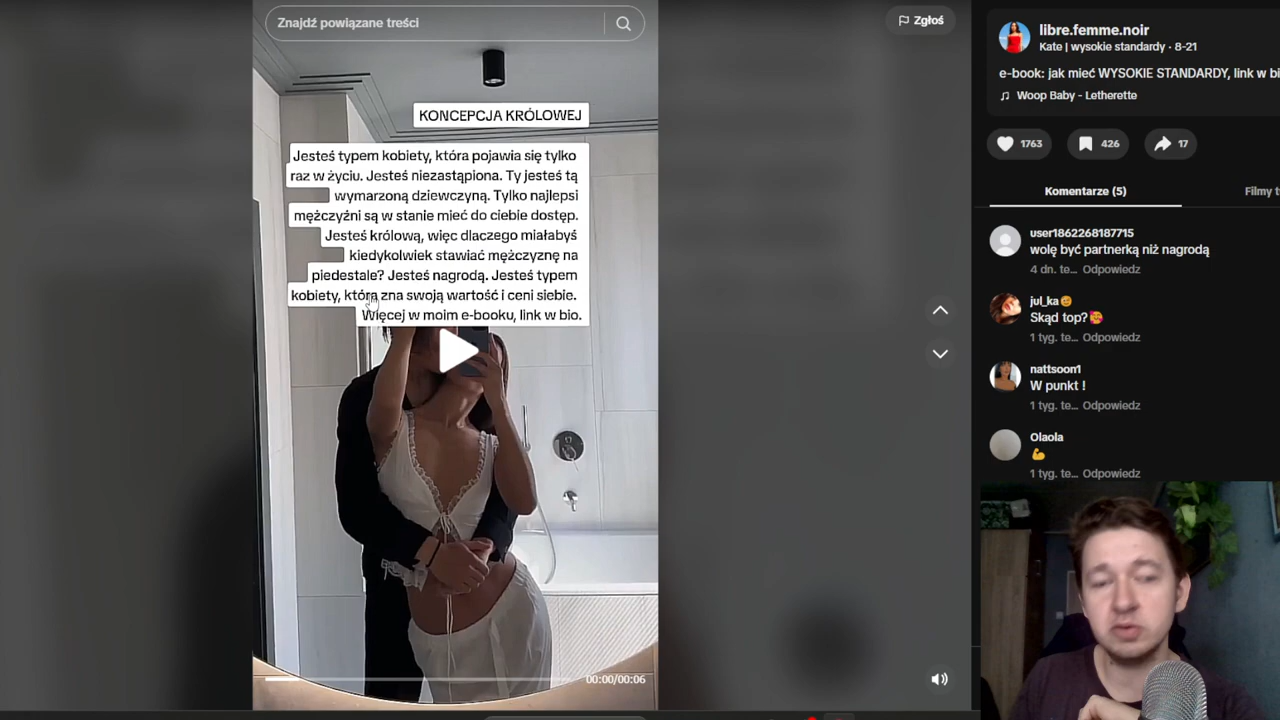 Znajdź powiązane treści
Zgłoś
KONCEPCJA KRÓLOWEJ
Jesteś typem kobiety, która pojawia się tylko
raz w życiu. Jesteś niezastąpiona. Ty jesteś tą
wymarzoną dziewczyną. Tylko najlepsi
mężczyźni są w stanie mieć do ciebie dostęp.
Jesteś królową, więc dlaczego miałabyś
kiedykolwiek stawiać mężczyznę na
piedestale? Jesteś nagrodą. Jesteś typem
kobiety, która zna swoją wartość i ceni siebie.
Więcej w moim e-booku, link w bio.
00:00/00:06
libre.femme.noir
Kate | wysokie standardy · 8-21
e-book: jak mieć WYSOKIE STANDARDY, link w bi
Woop Baby - Letherette
1763
426
17
Komentarze (5)
Filmy
user1862268187715
wolę być partnerką niż nagrodą
4 dn. te... Odpowiedz
jul_ka
Skąd top?
1 tyg. te... Odpowiedz
nattsoom1
W punkt !
1 tyg. te... Odpowiedz
Olaola
1 tyg. te... Odpowiedz